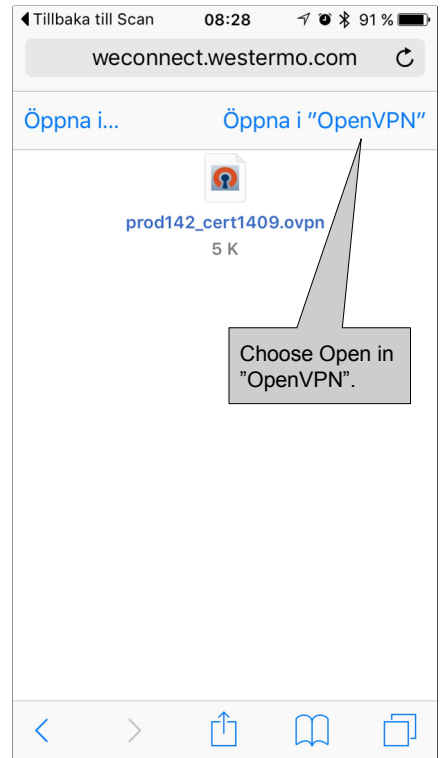 Tillbaka till Scan 08:28 91 %
weconnect.westermo.com
Öppna i... Öppna i ”OpenVPN”
prod142_cert1409.ovpn
5 K
Choose Open in
”OpenVPN”.